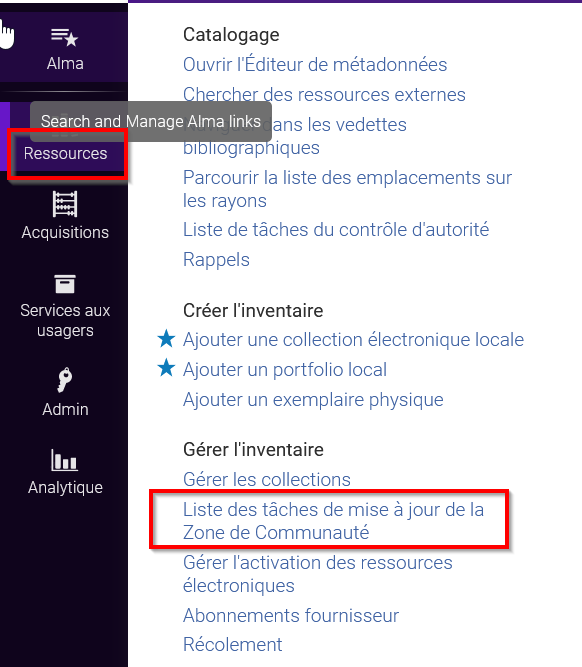 Alma
Search and Manage Alma links
Ressources
Acquisitions
Services aux
usagers
Admin
Analytique
Catalogage
Ouvrir l'Éditeur de métadonnées
Chercher des ressources externes
dans les vedettes
bibliographiques
Parcourir la liste des emplacements sur
les rayons
Liste de tâches du contrôle d'autorité
Rappels
Créer l'inventaire
Ajouter une collection électronique locale
Ajouter un portfolio local
Ajouter un exemplaire physique
Gérer l'inventaire
Gérer les collections
Liste des tâches de mise à jour de la
Zone de Communauté
Gérer l'activation des ressources
électroniques
Abonnements fournisseur
Récolement